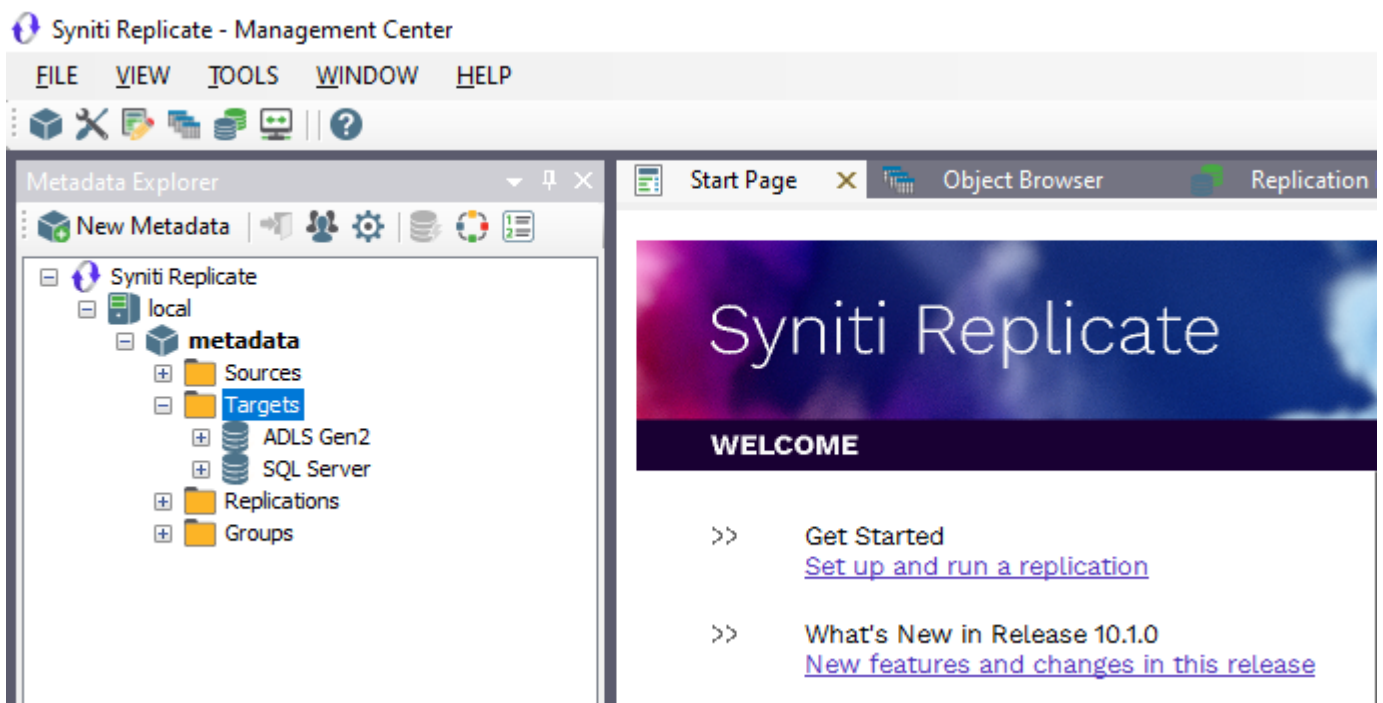 Syniti Replicate - Management Center
FILE VIEW TOOLS WINDOW HELP
Metadata Explorer
New Metadata
Syniti Replicate
local
metadata
Sources
Targets
ADLS Gen2
SQL Server
Replications
Groups
Start Page
Object Browser
Replication
Syniti Replicate
WELCOME
>> Get Started
Set up and run a replication
>> What's New in Release 10.1.0
New features and changes in this release